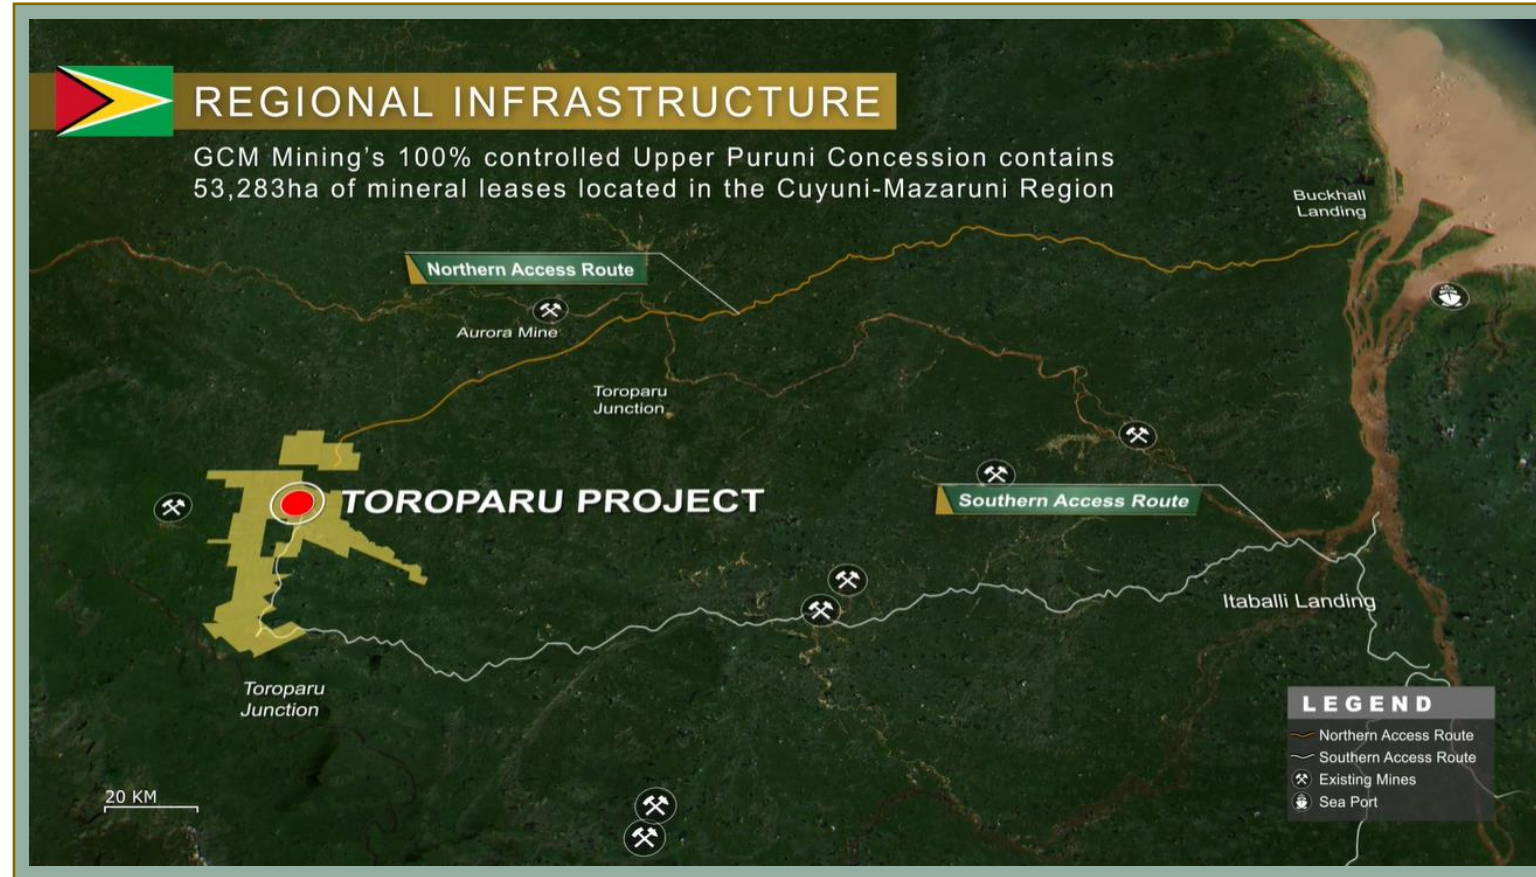 REGIONAL INFRASTRUCTURE
GCM Mining's 100% controlled Upper Puruni Concession contains
53,283ha of mineral leases located in the Cuyuni-Mazaruni Region
Buckhall
Landing
Northern Access Route
Aurora Mine
Toroparu
Junction
TOROPARU PROJECT
Southern Access Route
Itaballi Landing
Toroparu
Junction
LEGEND
Northern Access Route
Southern Access Route
Existing Mines
Sea Port
20 KM